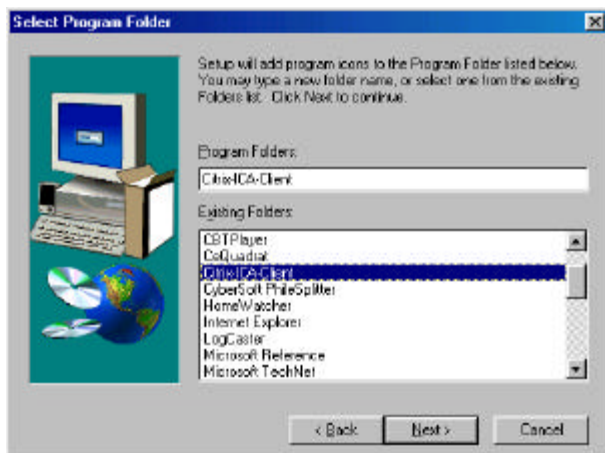 Select Program Folder
Setup will add program icons to the Program Folder listed below.
You may type a new folder name, or select one from the existing
Folders list. Click Next to continue.
Program Folders:
Citrix-ICA-Client
Existing Folders:
CBTPlayer
CeQuadrat
Citrix-ICA-Client
CyberSoft PhileSplitter
HomeWatcher
Internet Explorer
LogCaster
Microsoft Reference
Microsoft TechNet
< Back
Next >
Cancel